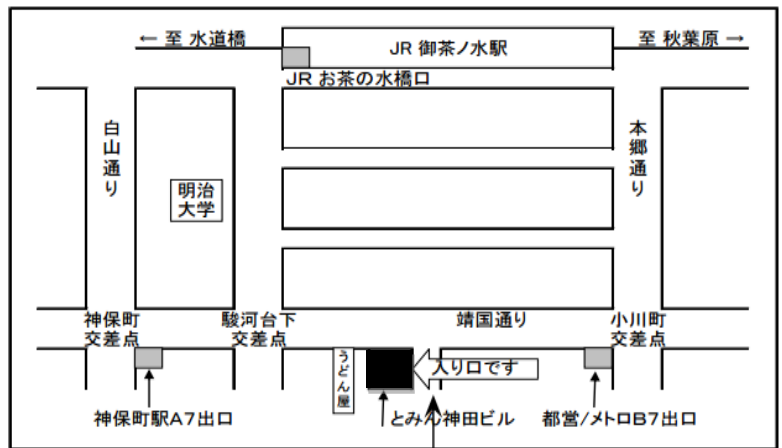 ← 至 水道橋
JR 御茶ノ水駅
至 秋葉原 →
JR お茶の水橋口
白山通り
明治
大学
本郷通り
神保町
交差点
駿河台下
交差点
靖国通り
小川町
交差点
うどん屋
入り口です
神保町駅A7出口
とみん神田ビル
都営/メトロB7出口